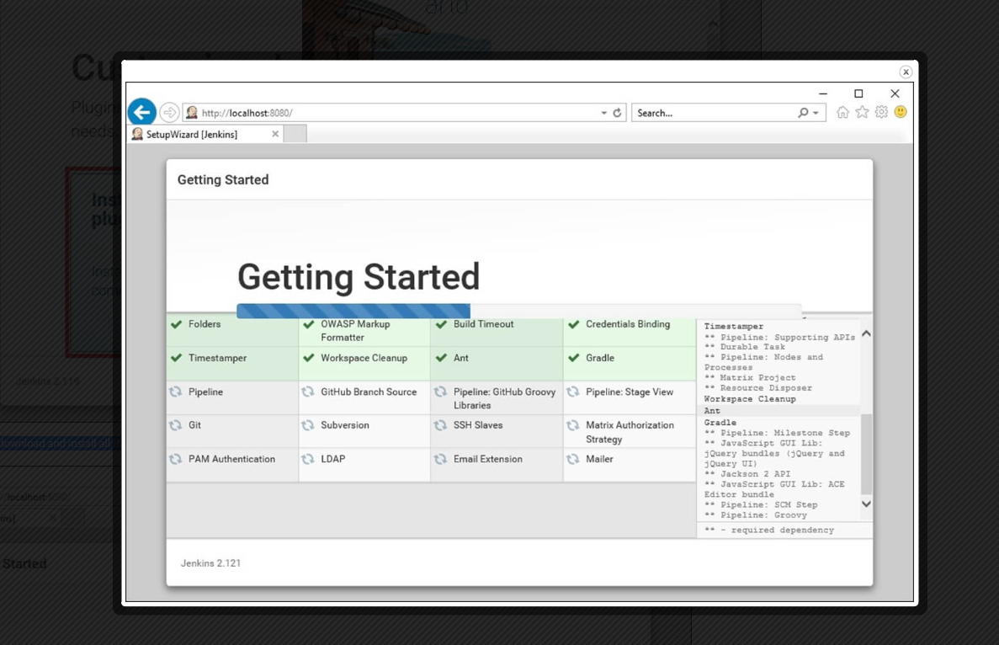 http://localhost:8080/
Search...
SetupWizard [Jenkins]
Getting Started
Getting Started
Folders
OWASP Markup
Formatter
Build Timeout
Credentials Binding
Timestamper
Workspace Cleanup
Ant
Gradle
Pipeline
GitHub Branch Source
Pipeline: GitHub Groovy
Libraries
Pipeline: Stage View
Git
Subversion
SSH Slaves
Matrix Authorization
Strategy
PAM Authentication
LDAP
Email Extension
Mailer
Timestamper
** Pipeline: Supporting APIs
** Durable Task
** Pipeline: Nodes and
Processes
** Matrix Project
** Resource Disposer
Workspace Cleanup
Ant
Gradle
** Pipeline: Milestone Step
** JavaScript GUI Lib:
jQuery bundles (jQuery and
jQuery UI)
** Jackson 2 API
** JavaScript GUI Lib: ACE
Editor bundle
** Pipeline: SCM Step
** Pipeline: Groovy
** - required dependency
Jenkins 2.121
download and install all
Started